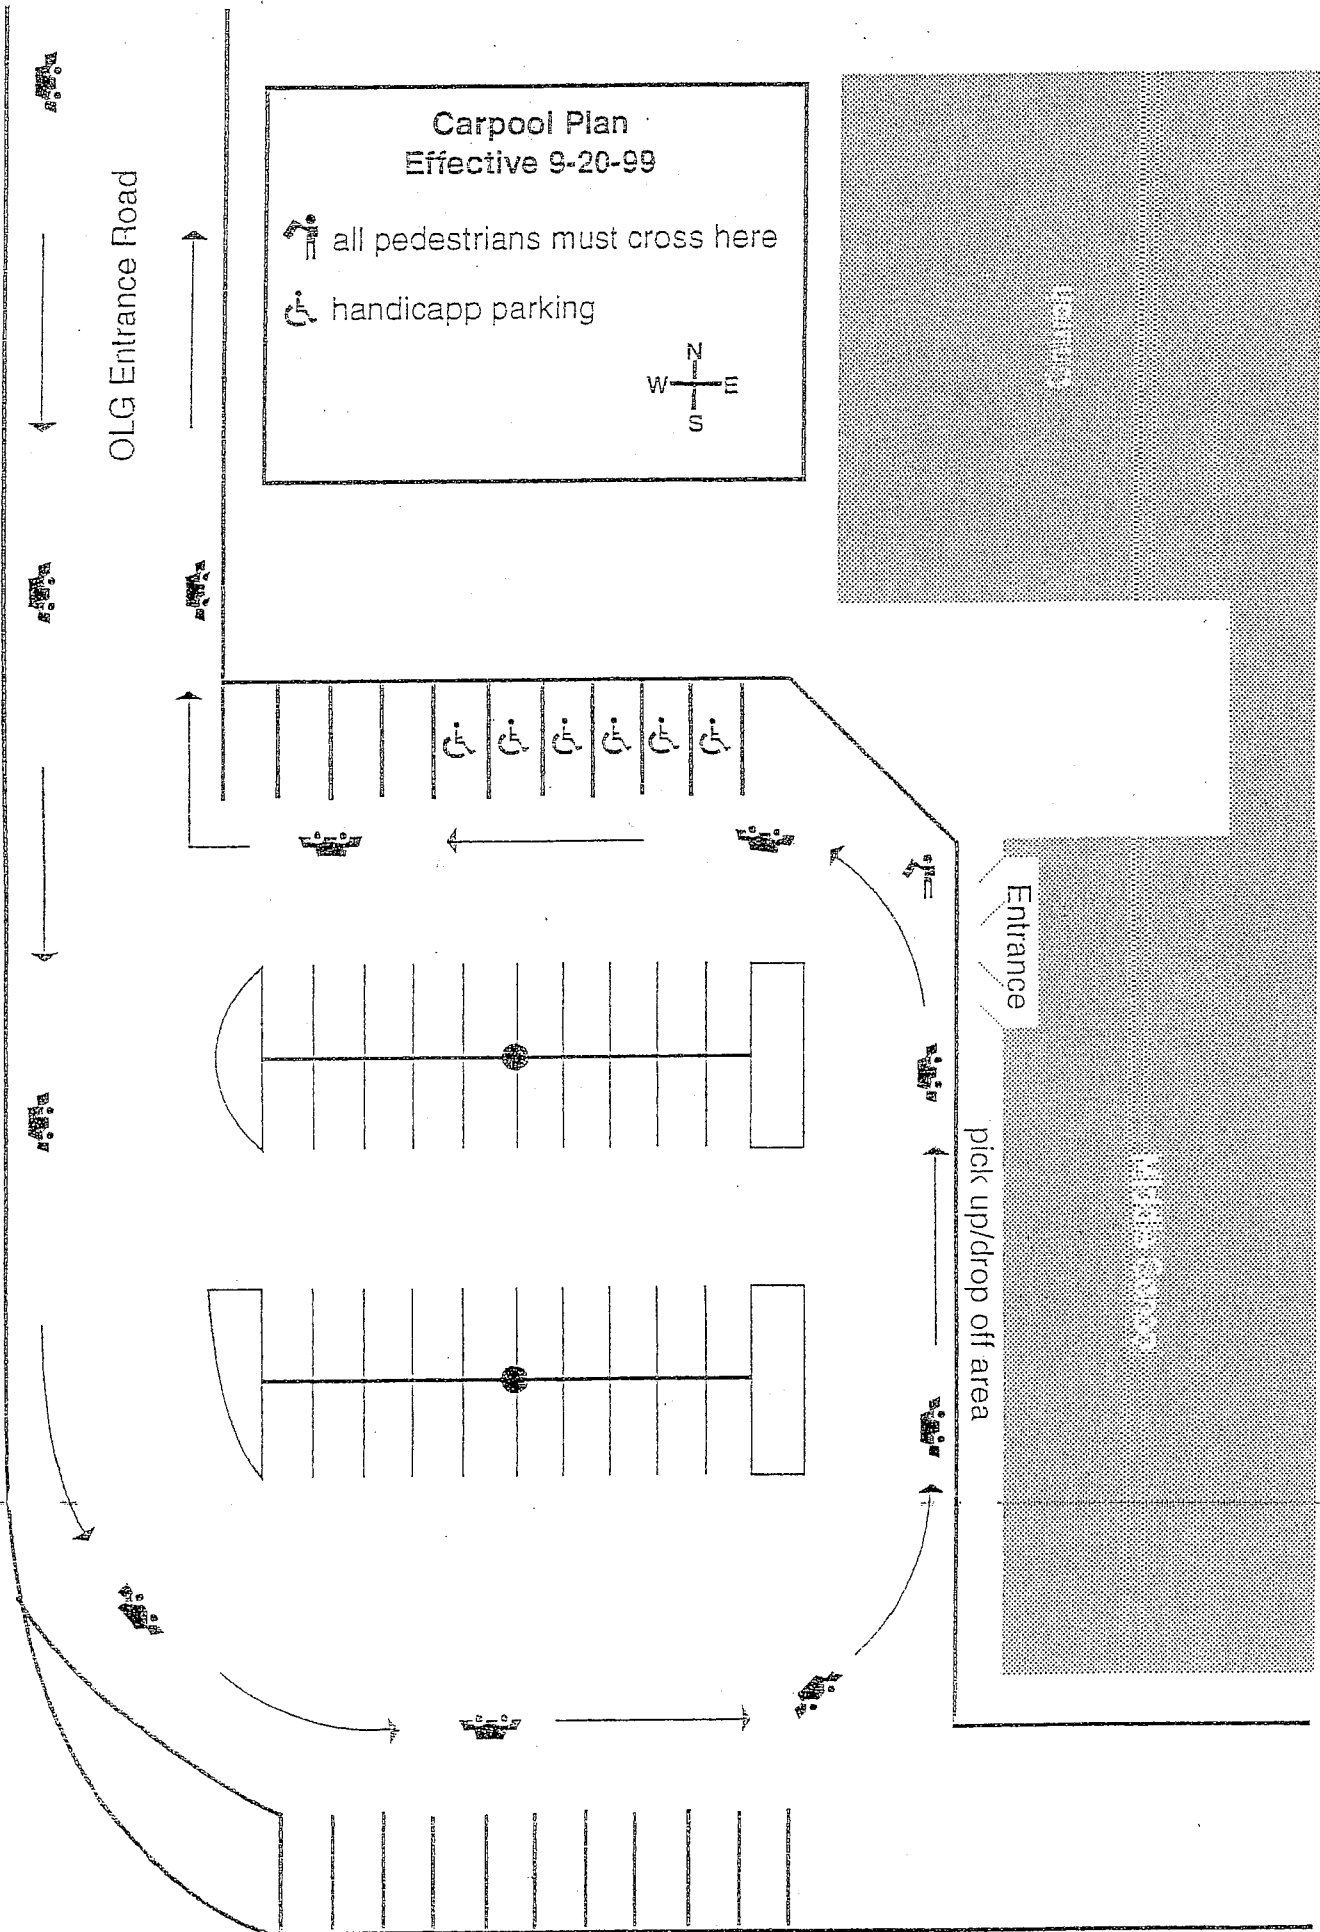 Carpool Plan
Effective 9-20-99
all pedestrians must cross here
handicapp parking
N
W E
S
OLG Entrance Road
Entrance
pick up/drop off area